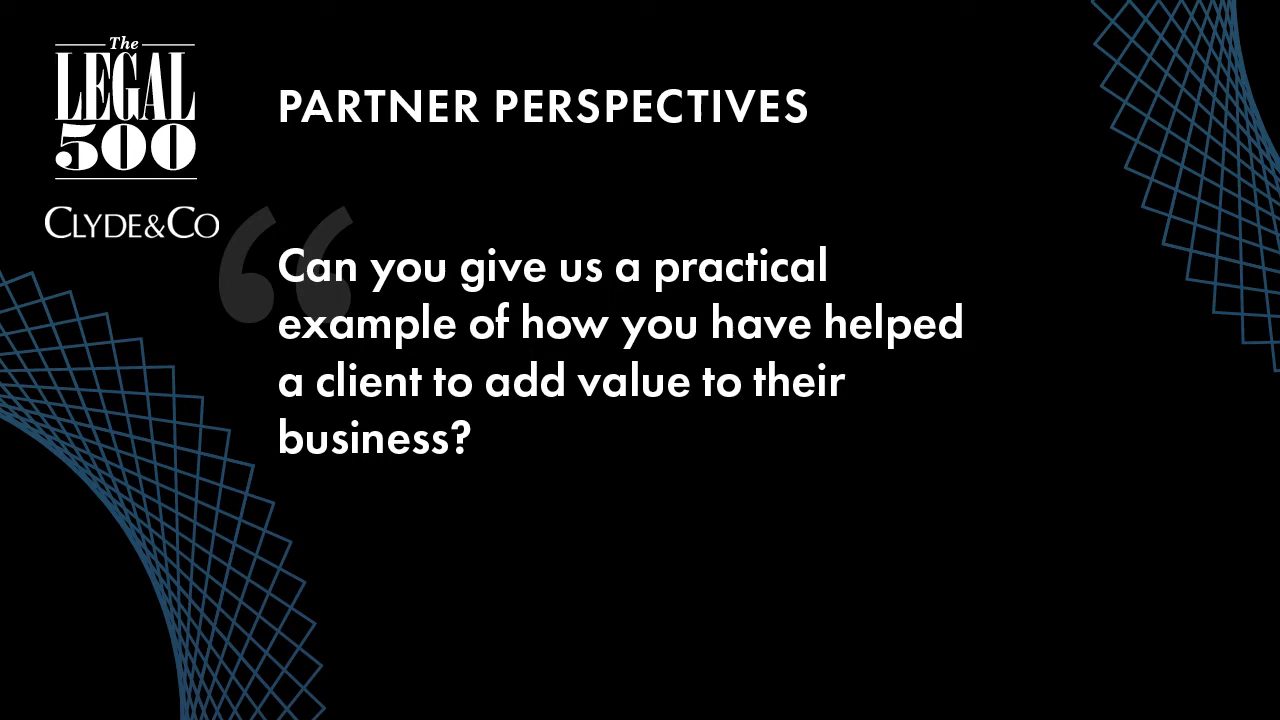 The
LEGAL
500
CLYDE&CO
PARTNER PERSPECTIVES
“
Can you give us a practical
example of how you have helped
a client to add value to their
business?